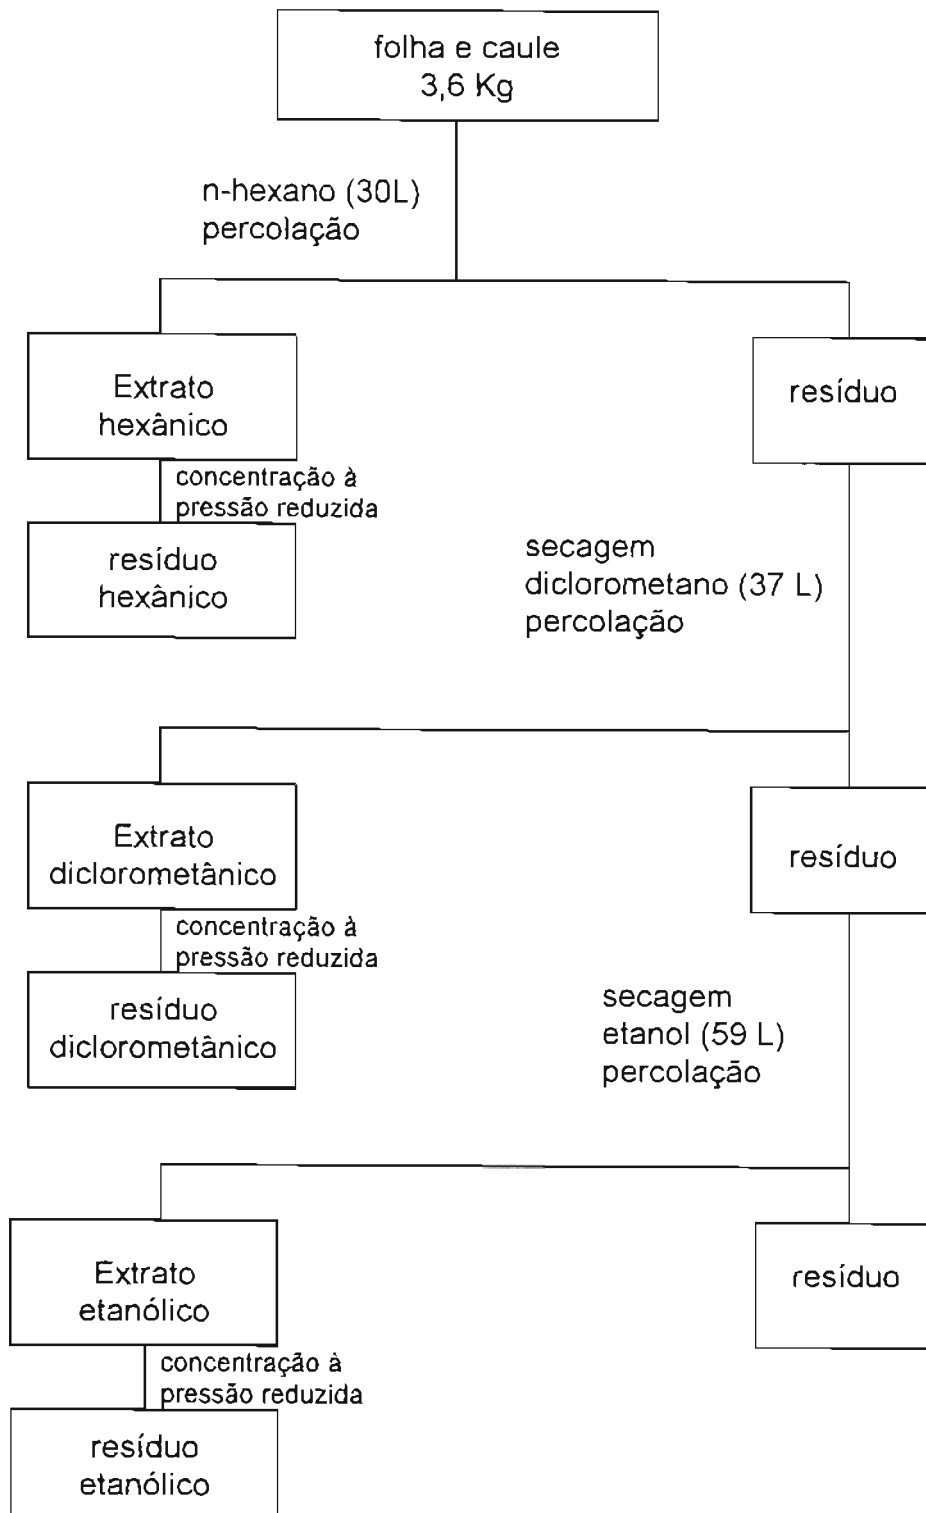 folha e caule
3,6 Kg
n-hexano (30L)
percolação
Extrato
hexânico
resíduo
concentração à
pressão reduzida
resíduo
hexânico
secagem
diclorometano (37 L)
percolação
Extrato
diclorometânico
resíduo
concentração à
pressão reduzida
resíduo
diclorometânico
secagem
etanol (59 L)
percolação
Extrato
etanólico
resíduo
concentração à
pressão reduzida
resíduo
etanólico